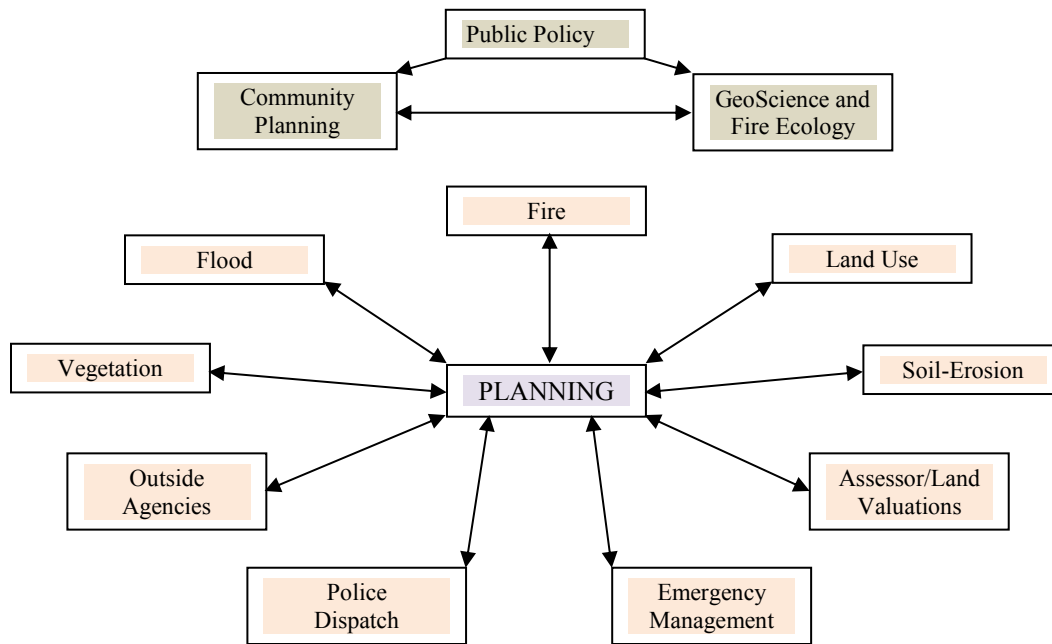 Public Policy
Community
Planning
GeoScience and
Fire Ecology
Fire
Flood
Land Use
Vegetation
PLANNING
Soil-Erosion
Outside
Agencies
Assessor/Land
Valuations
Police
Dispatch
Emergency
Management